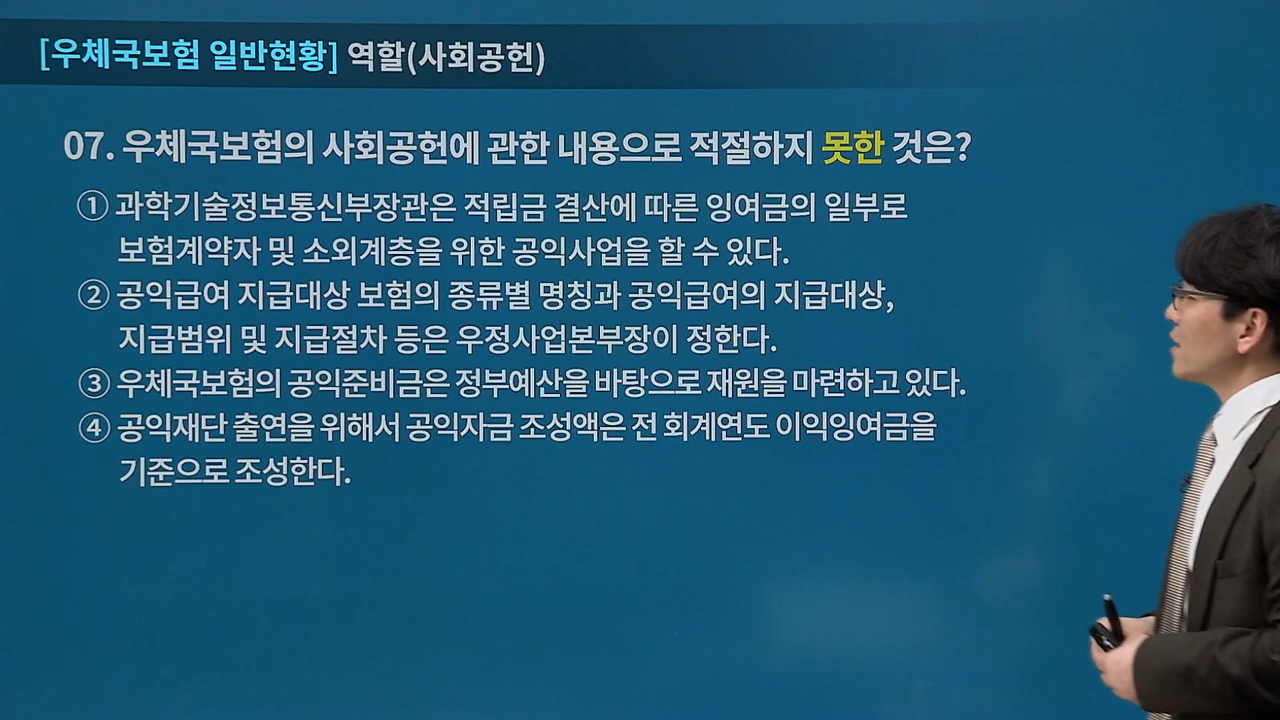 [우체국보험 일반현황] 역할(사회공헌)
07. 우체국보험의 사회공헌에 관한 내용으로 적절하지 못한 것은?
① 과학기술정보통신부장관은 적립금 결산에 따른 잉여금의 일부로
보험계약자 및 소외계층을 위한 공익사업을 할 수 있다.
② 공익급여 지급대상 보험의 종류별 명칭과 공익급여의 지급대상,
지급범위 및 지급절차 등은 우정사업본부장이 정한다.
③ 우체국보험의 공익준비금은 정부예산을 바탕으로 재원을 마련하고 있다.
④ 공익재단 출연을 위해서 공익자금 조성액은 전 회계연도 이익잉여금을
기준으로 조성한다.